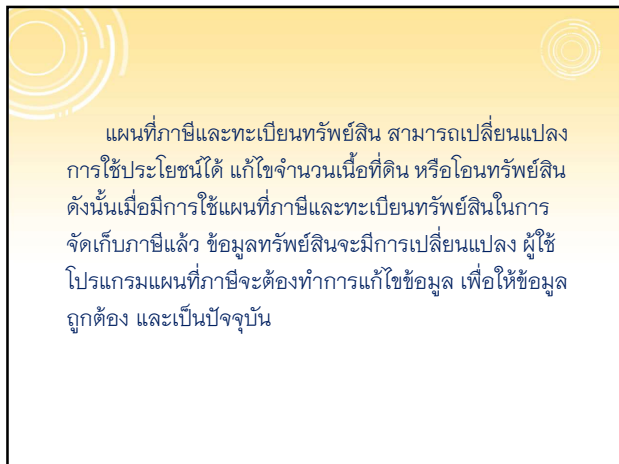 แผนที่ภาษีและทะเบียนทรัพย์สิน สามารถเปลี่ยนแปลง
การใช้ประโยชน์ได้ แก้ไขจำนวนเนื้อที่ดิน หรือโอนทรัพย์สิน
ดังนั้นเมื่อมีการใช้แผนที่ภาษีและทะเบียนทรัพย์สินในการ
จัดเก็บภาษีแล้ว ข้อมูลทรัพย์สินจะมีการเปลี่ยนแปลง ผู้ใช้
โปรแกรมแผนที่ภาษีจะต้องทำการแก้ไขข้อมูล เพื่อให้ข้อมูล
ถูกต้อง และเป็นปัจจุบัน